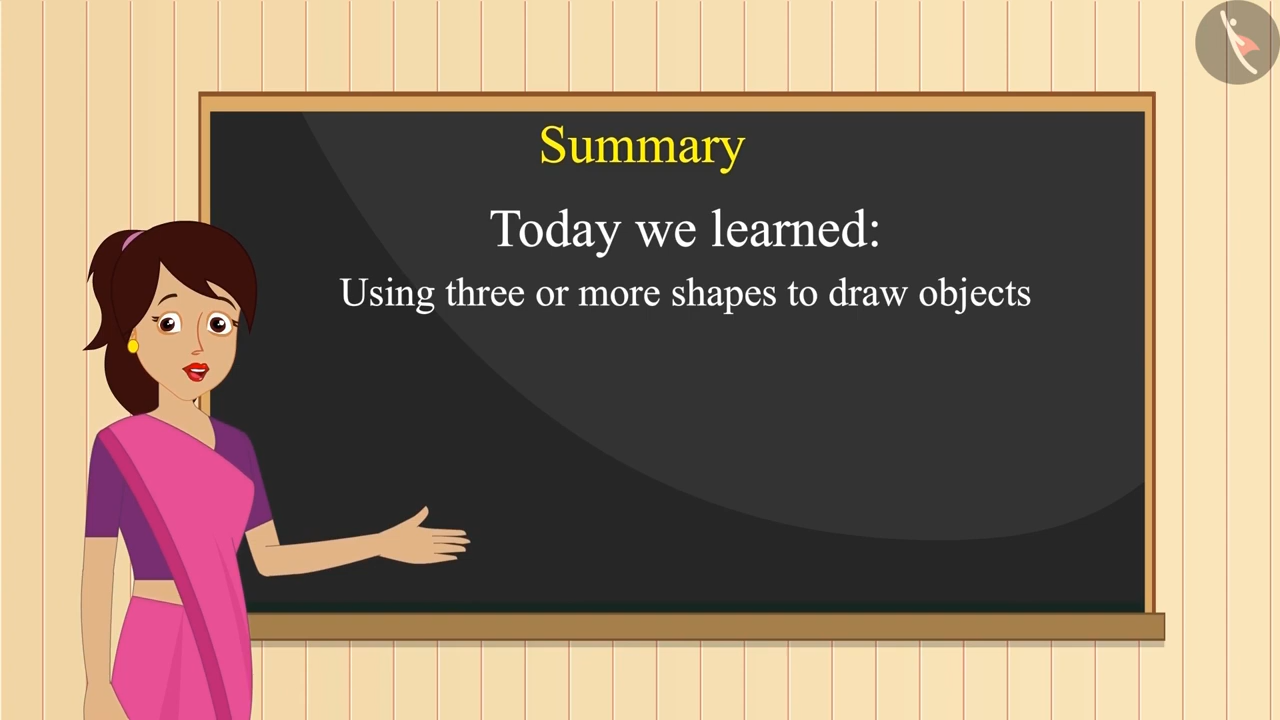 Summary
Today we learned:
Using three or more shapes to draw objects